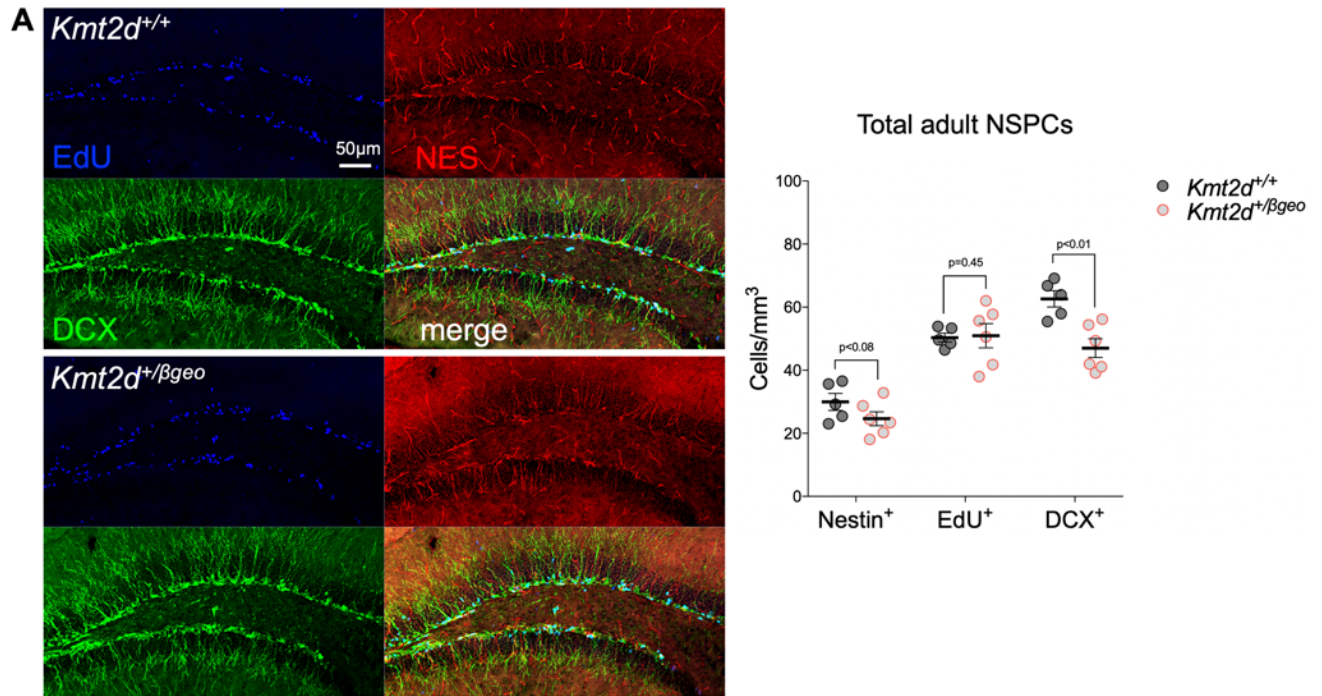 A
Kmt2d+/+
EdU
50μm
NES
DCX
merge
Kmt2d+/βgeo
Total adult NSPCs
Kmt2d+/+
Kmt2d+/βgeo
Cells/mm³
100
80
60
40
20
0
p<0.08
p=0.45
p<0.01
Nestin+
EdU+
DCX+